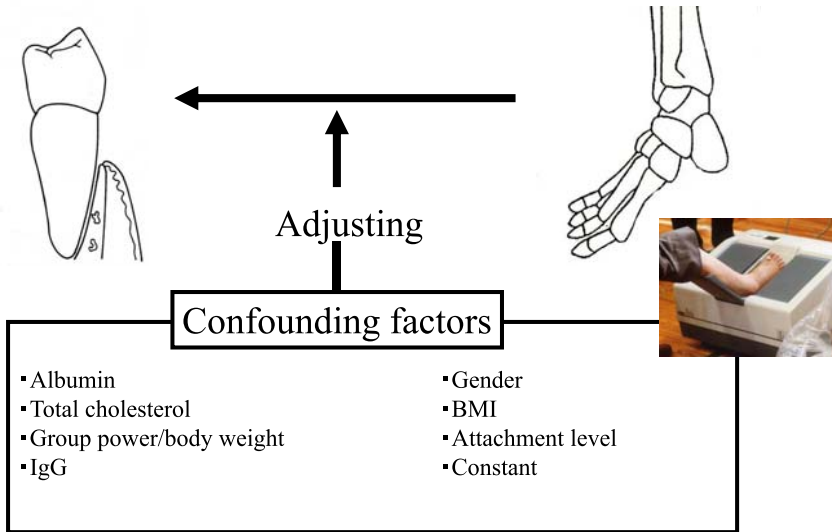 Adjusting
Confounding factors
▪Albumin
▪Total cholesterol
▪Group power/body weight
▪IgG
▪Gender
▪BMI
▪Attachment level
▪Constant